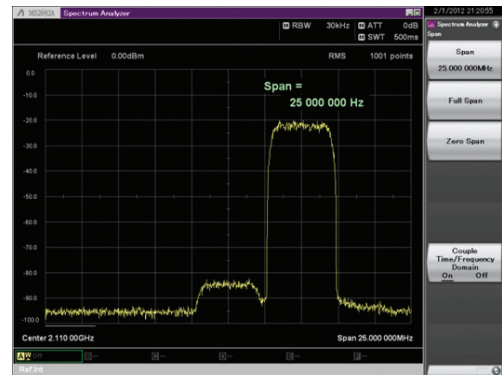 MS2692A Spectrum Analyzer
2/1/2012 21:20:55
RBW 30kHz ATT 0dB
SWT 500ms
Reference Level 0.00dBm RMS 1001 points
0.0
-10.0
-20.0
-30.0
-40.0
-50.0
-60.0
-70.0
-80.0
-90.0
-100.0
Span =
25 000 000 Hz
Center 2.110 00GHz Span 25.000 000MHz
Ref.Int
Spectrum Analyzer
Span
Span
25.000 000MHz
Full Span
Zero Span
Couple
Time/Frequency
Domain
On Off